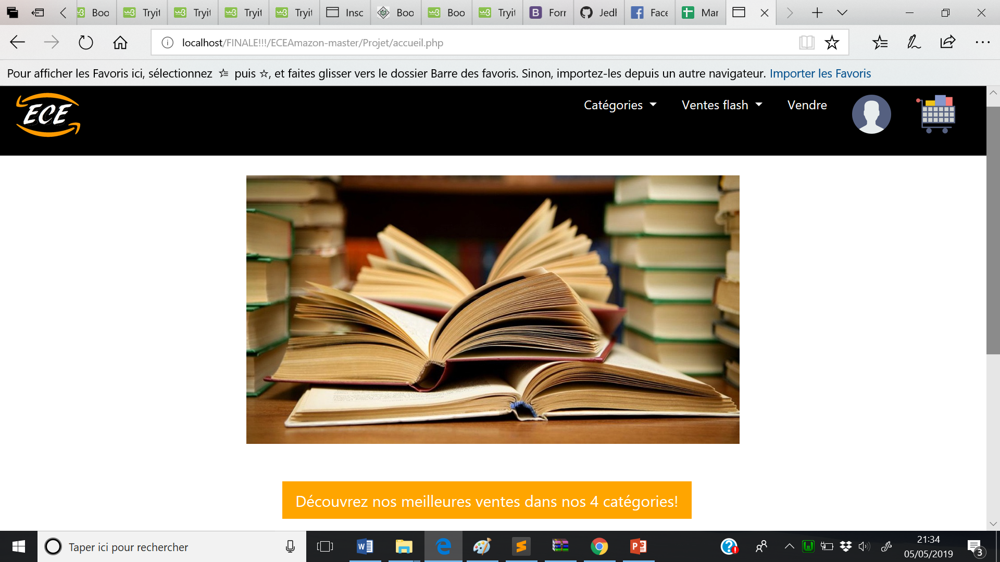 Boo
Tryit
Tryit
Tryit
Tryit
Insc
Boo
Boo
Tryit
Forr
Jedl
Face
Mar
localhost/FINALE!!!/ECEAmazon-master/Projet/accueil.php
Pour afficher les Favoris ici, sélectionnez puis ☆, et faites glisser vers le dossier Barre des favoris. Sinon, importez-les depuis un autre navigateur. Importer les Favoris
ECE
Catégories
Ventes flash
Vendre
Découvrez nos meilleures ventes dans nos 4 catégories!
Taper ici pour rechercher
21:34
05/05/2019
3